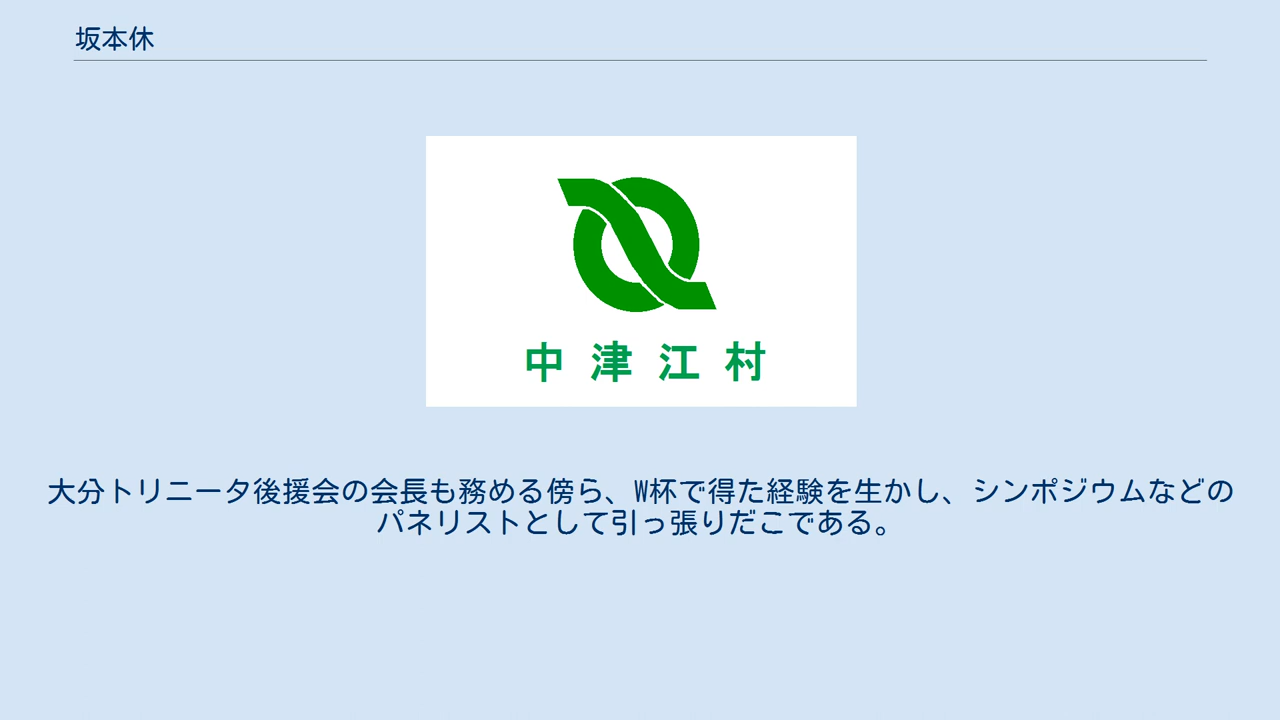 坂本休
中津江村
大分トリニータ後援会の会長も務める傍ら、W杯で得た経験を生かし、シンポジウムなどの
パネリストとして引っ張りだこである。